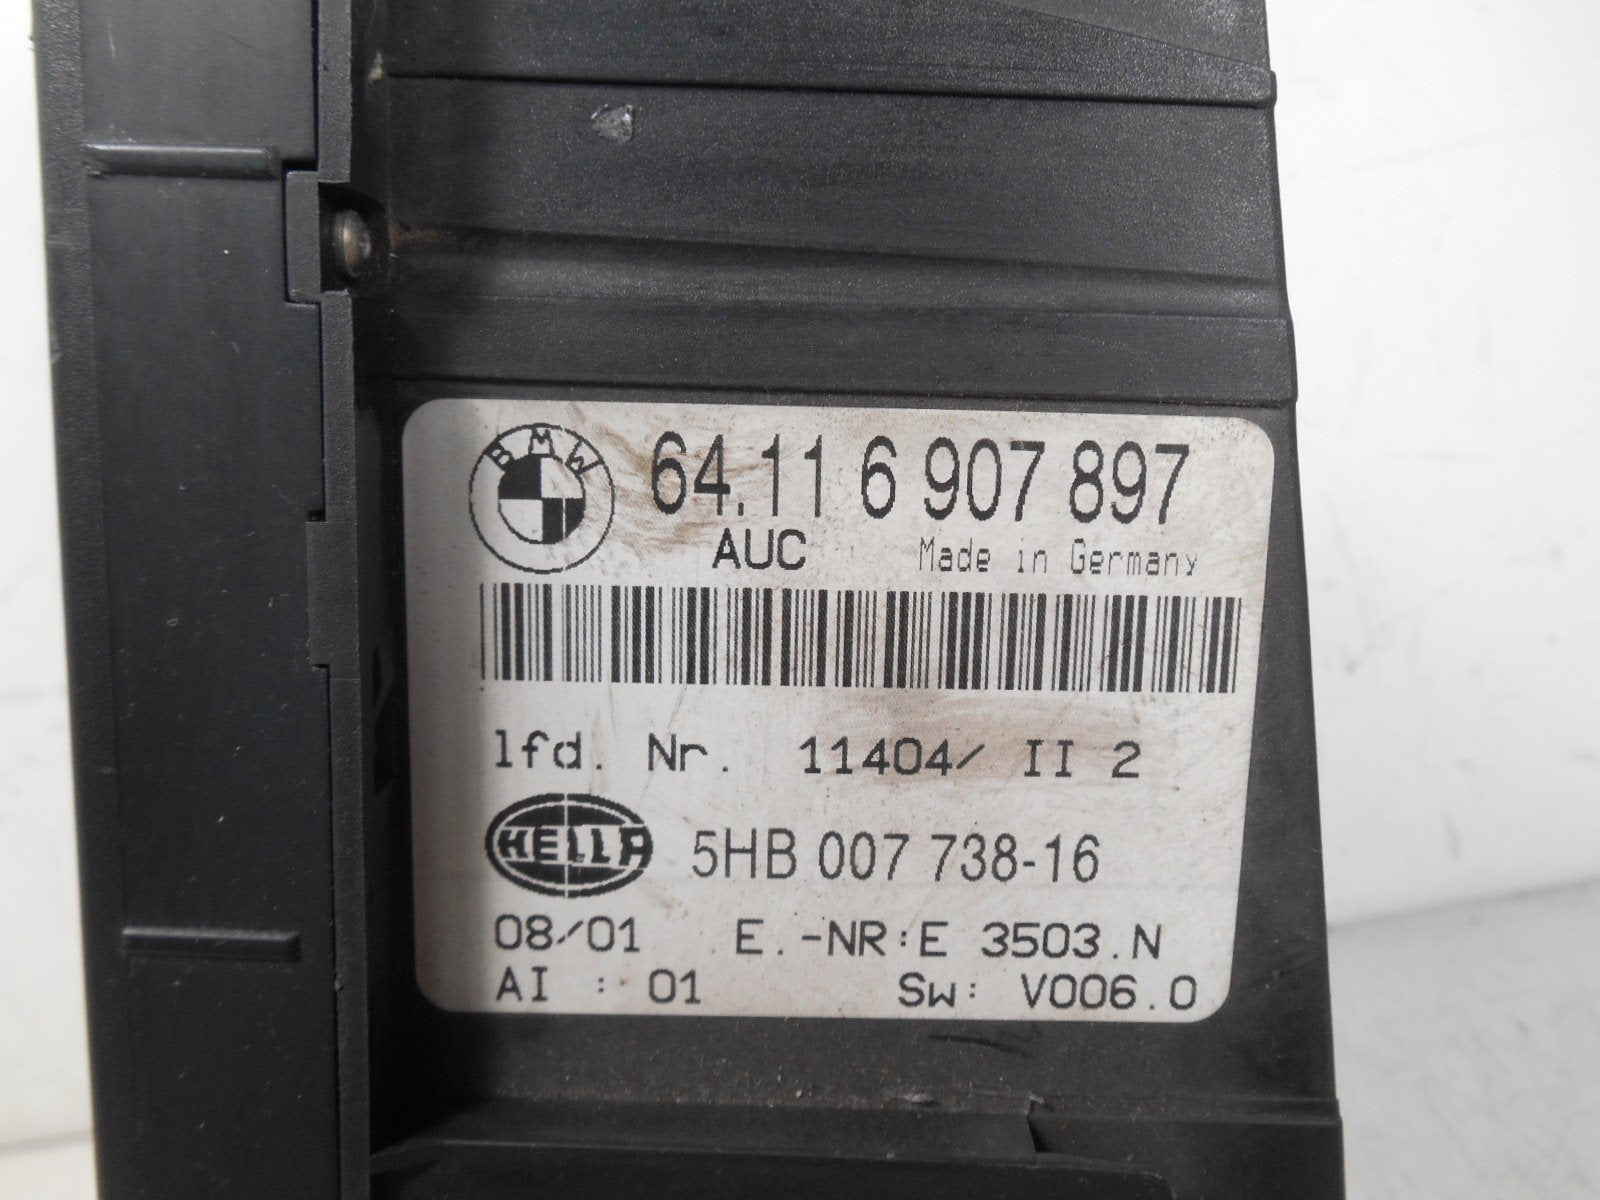 BMW
64.11 6 907 897
AUC Made in Germany
lfd. Nr. 11404/ II 2
HELLA 5HB 007 738-16
08/01 E.-NR:E 3503.N
AI : 01 Sw: V006.0